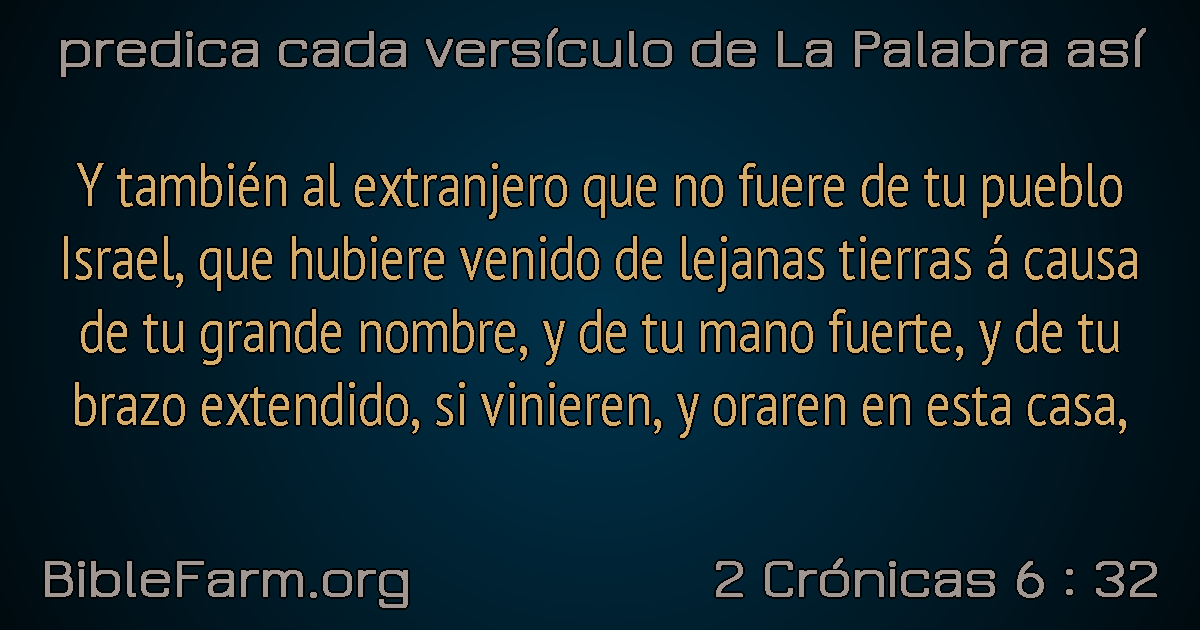 predica cada versículo de La Palabra así
Y también al extranjero que no fuere de tu pueblo
Israel, que hubiere venido de lejanas tierras á causa
de tu grande nombre, y de tu mano fuerte, y de tu
brazo extendido, si vinieren, y oraren en esta casa,
BibleFarm.org
2 Crónicas 6 : 32